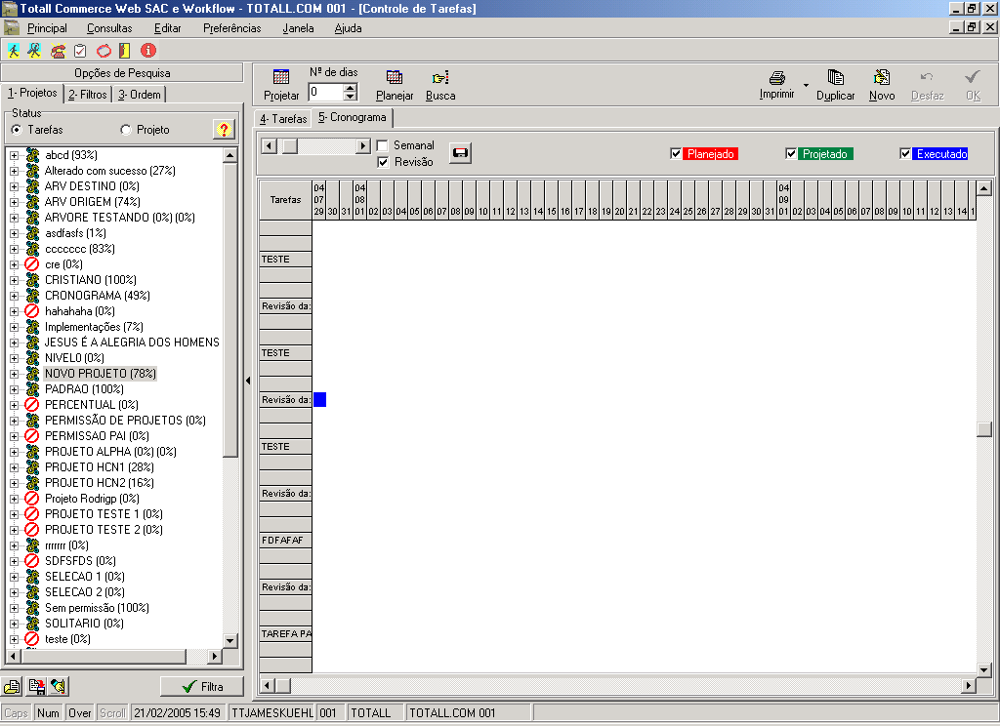 Totall Commerce Web SAC e Workflow - TOTALL.COM 001 - [Controle de Tarefas]
Principal Consultas Editar Preferências Janela Ajuda
Opções de Pesquisa
1- Projetos 2- Filtros 3- Ordem
Status
Tarefas Projeto ?
abcd (93%)
Alterado com sucesso (27%)
ARV DESTINO (0%)
ARV ORIGEM (74%)
ARVORE TESTANDO (0%) (0%)
asdfasfs (1%)
ccccccc (83%)
cre (0%)
CRISTIANO (100%)
CRONOGRAMA (49%)
hahahaha (0%)
Implementações (7%)
JESUS É A ALEGRIA DOS HOMENS
NIVEL0 (0%)
NOVO PROJETO (78%)
PADRAO (100%)
PERCENTUAL (0%)
PERMISSÃO DE PROJETOS (0%)
PERMISSAO PAI (0%)
PROJETO ALPHA (0%) (0%)
PROJETO HCN1 (28%)
PROJETO HCN2 (16%)
Projeto Rodrigp (0%)
PROJETO TESTE 1 (0%)
PROJETO TESTE 2 (0%)
rrrrrrr (0%)
SDFSFDS (0%)
SELECAO 1 (0%)
SELECAO 2 (0%)
Sem permissão (100%)
SOLITARIO (0%)
teste (0%)
Filtra
Projetar
Nº de dias
0
Planejar Busca
Imprimir Duplicar Novo Desfaz OK
4- Tarefas 5- Cronograma
Semanal
Revisão
Planejado Projetado Executado
Tarefas
04 04 04
07 08 09
29 30 31 01 02 03 04 05 06 07 08 09 10 11 12 13 14 15 16 17 18 19 20 21 22 23 24 25 26 27 28 29 30 31 01 02 03 04 05 06 07 08 09 10 11 12 13 14 1
TESTE
Revisão da:
TESTE
Revisão da:
TESTE
Revisão da:
FDFAFAF
Revisão da:
TAREFA PA
Caps Num Over Scroll 21/02/2005 15:49 TTJAMESKUEHL 001 TOTALL TOTALL.COM 001